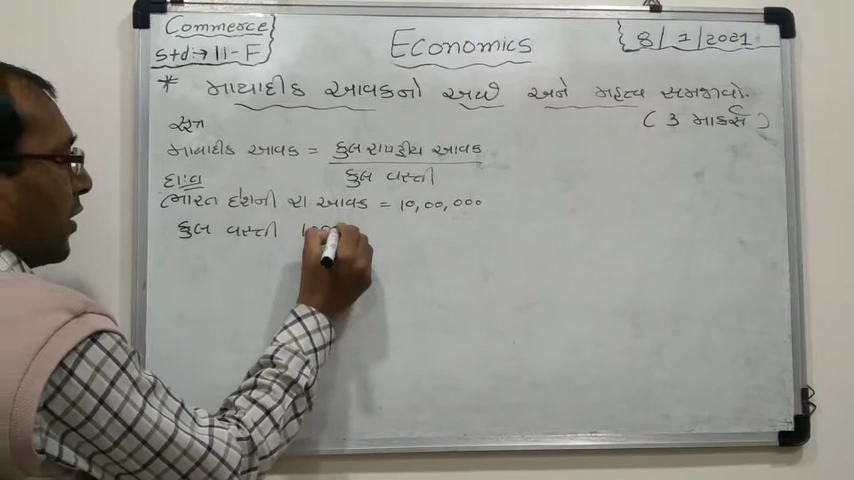 Commerce
Std:→ 11-F
Economics
8/1/2021
* માથાદીઠ આવકનો અર્થ અને મહત્વ સમજાવો.
(3 માર્કસ)
સૂત્ર
માથાદીઠ આવક = કુલ રાષ્ટ્રીય આવક
કુલ વસ્તી
દા.ત
ભારત દેશની રા. આવક = 10,00,000
કુલ વસ્તી